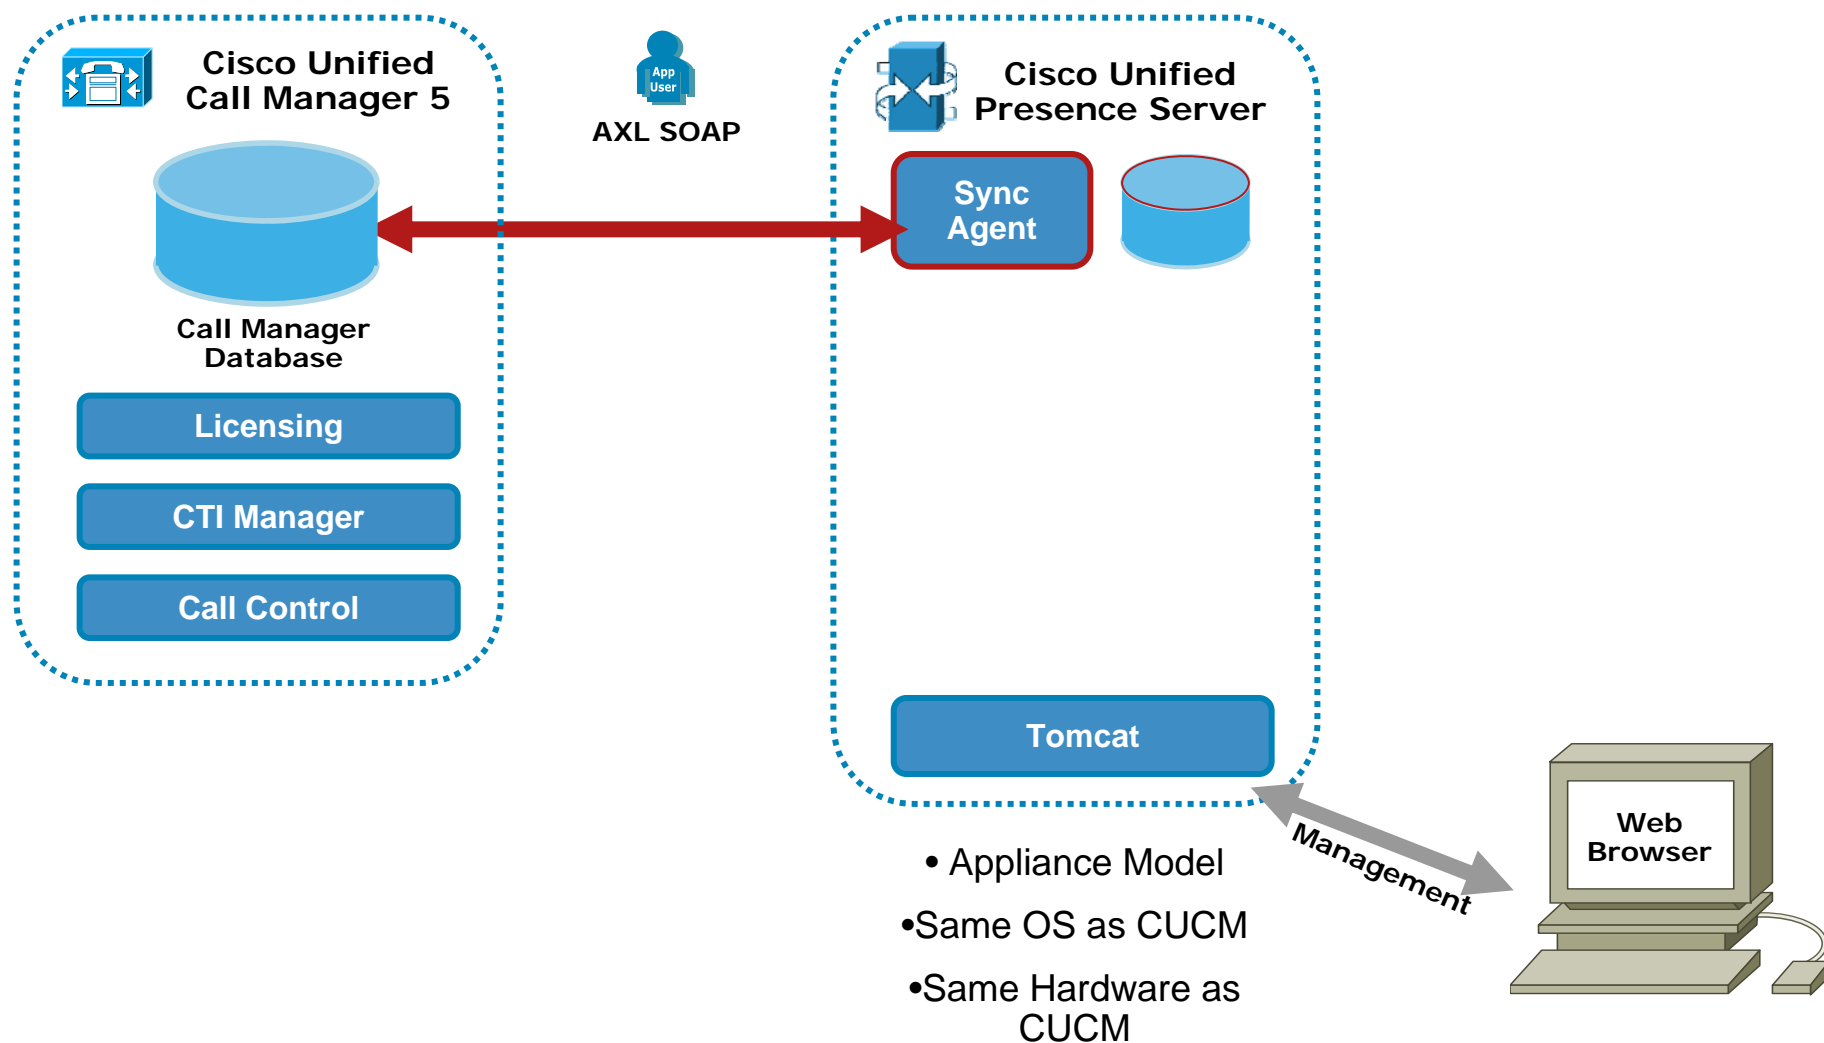 Cisco Unified
Call Manager 5
App
User
AXL SOAP
Cisco Unified
Presence Server
Sync
Agent
Call Manager
Database
Licensing
CTI Manager
Call Control
Tomcat
Management
Web
Browser
• Appliance Model
•Same OS as CUCM
•Same Hardware as
CUCM